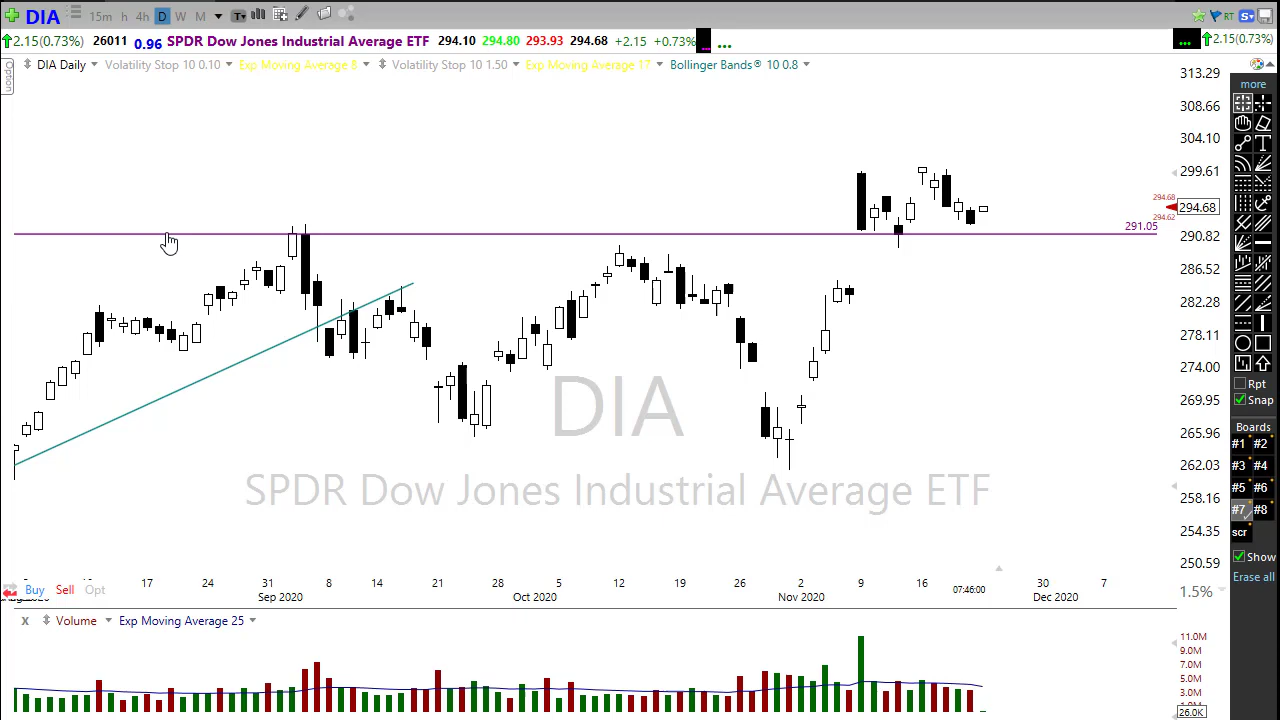 DIA 15m h 4h D W M T RT S
2.15(0.73%) 26011 0.96 SPDR Dow Jones Industrial Average ETF 294.10 294.80 293.93 294.68 +2.15 +0.73% ... ... 2.15(0.73%)
Option DIA Daily Volatility Stop 10 0.10 Exp Moving Average 8 Volatility Stop 10 1.50 Exp Moving Average 17 Bollinger Bands® 10 0.8
313.29
more
308.66
304.10
T
299.61
294.68
294.68
294.62
291.05
290.82
286.52
282.28
278.11
274.00
Rpt
269.95
Snap
DIA
Boards
265.96
#1 #2
262.03
#3 #4
SPDR Dow Jones Industrial Average ETF
#5 #6
258.16
#7 #8
254.35
scr
250.59
Show
Erase all
17 24 31 8 14 21 28 5 12 19 26 2 9 16 30 7
Buy Sell Opt 07:46:00 1.5%
Sep 2020 Oct 2020 Nov 2020 Dec 2020
x Volume Exp Moving Average 25
11.0M
9.0M
7.0M
5.0M
3.0M
26.0K